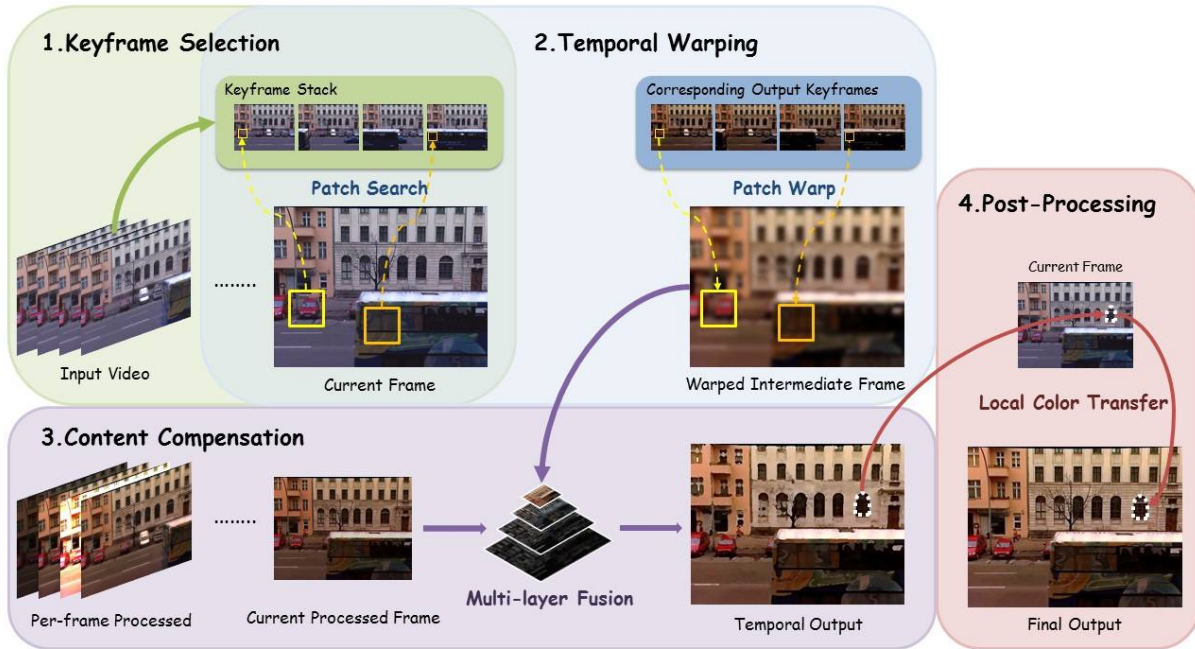 1.Keyframe Selection
2.Temporal Warping
Keyframe Stack
Corresponding Output Keyframes
Patch Search
Patch Warp
4.Post-Processing
Current Frame
........
Input Video
Current Frame
Warped Intermediate Frame
Local Color Transfer
3.Content Compensation
........
Multi-layer Fusion
Per-frame Processed
Current Processed Frame
Temporal Output
Final Output